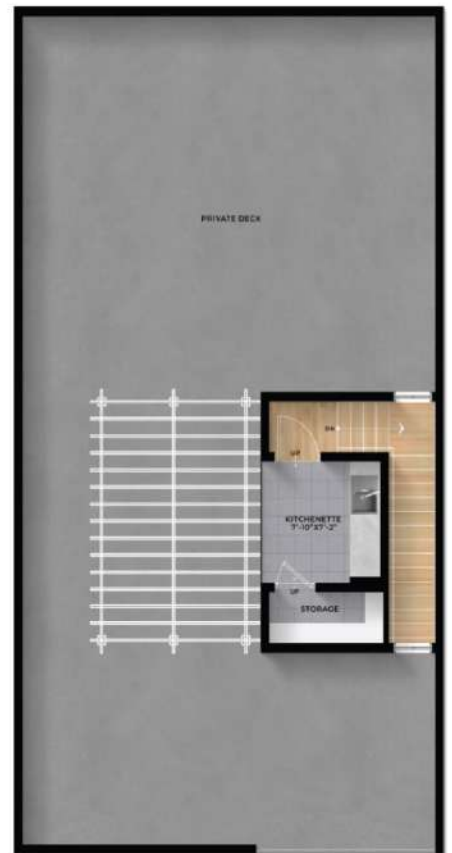 PRIVATE DECK
DN
UP
KITCHENETTE
7'-10"X7'-2"
UP
STORAGE